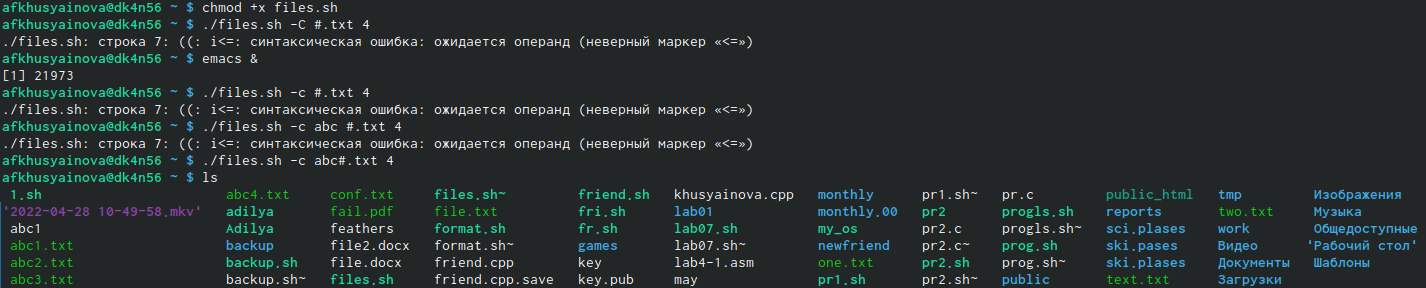 afkhusyainova@dk4n56 ~ $ chmod +x files.sh
afkhusyainova@dk4n56 ~ $ ./files.sh -C #.txt 4
./files.sh: строка 7: ((: i<=: синтаксическая ошибка: ожидается операнд (неверный маркер «<=»)
afkhusyainova@dk4n56 ~ $ emacs &
[1] 21973
afkhusyainova@dk4n56 ~ $ ./files.sh -c #.txt 4
./files.sh: строка 7: ((: i<=: синтаксическая ошибка: ожидается операнд (неверный маркер «<=»)
afkhusyainova@dk4n56 ~ $ ./files.sh -c abc #.txt 4
./files.sh: строка 7: ((: i<=: синтаксическая ошибка: ожидается операнд (неверный маркер «<=»)
afkhusyainova@dk4n56 ~ $ ./files.sh -c abc#.txt 4
afkhusyainova@dk4n56 ~ $ ls
1.sh abc4.txt conf.txt files.sh~ friend.sh khusyainova.cpp monthly pr1.sh~ pr.c public_html tmp Изображения
'2022-04-28 10-49-58.mkv' adilya fail.pdf file.txt fri.sh lab01 monthly.00 pr2 progls.sh reports two.txt Музыка
abc1 Adilya feathers format.sh fr.sh lab07.sh my_os pr2.c progls.sh~ sci.plases work Общедоступные
abc1.txt backup file2.docx format.sh~ games lab07.sh~ newfriend pr2.c~ prog.sh ski.pases Видео 'Рабочий стол'
abc2.txt backup.sh file.docx friend.cpp key lab4-1.asm one.txt pr2.sh prog.sh~ ski.plases Документы Шаблоны
abc3.txt backup.sh~ files.sh friend.cpp.save key.pub may pr1.sh pr2.sh~ public text.txt Загрузки